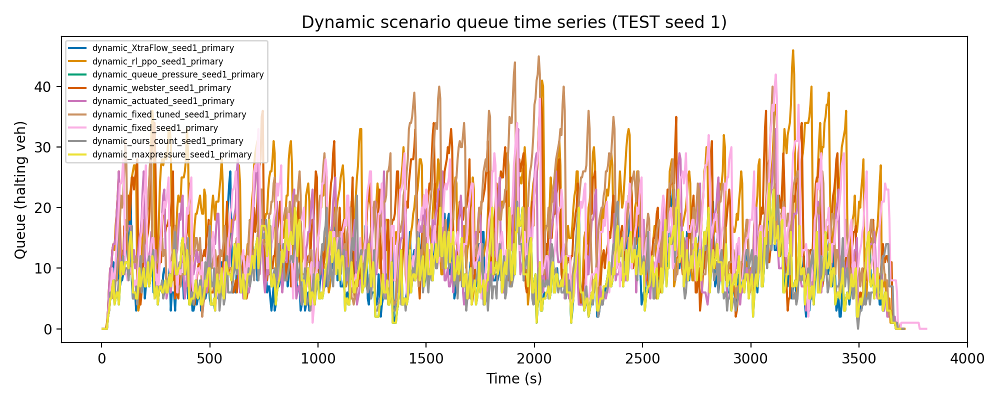 Dynamic scenario queue time series (TEST seed 1)
dynamic_XtraFlow_seed1_primary
dynamic_rl_ppo_seed1_primary
dynamic_queue_pressure_seed1_primary
dynamic_webster_seed1_primary
dynamic_actuated_seed1_primary
dynamic_fixed_tuned_seed1_primary
dynamic_fixed_seed1_primary
dynamic_ours_count_seed1_primary
dynamic_maxpressure_seed1_primary
Queue (halting veh)
40
30
20
10
0
0 500 1000 1500 2000 2500 3000 3500 4000
Time (s)